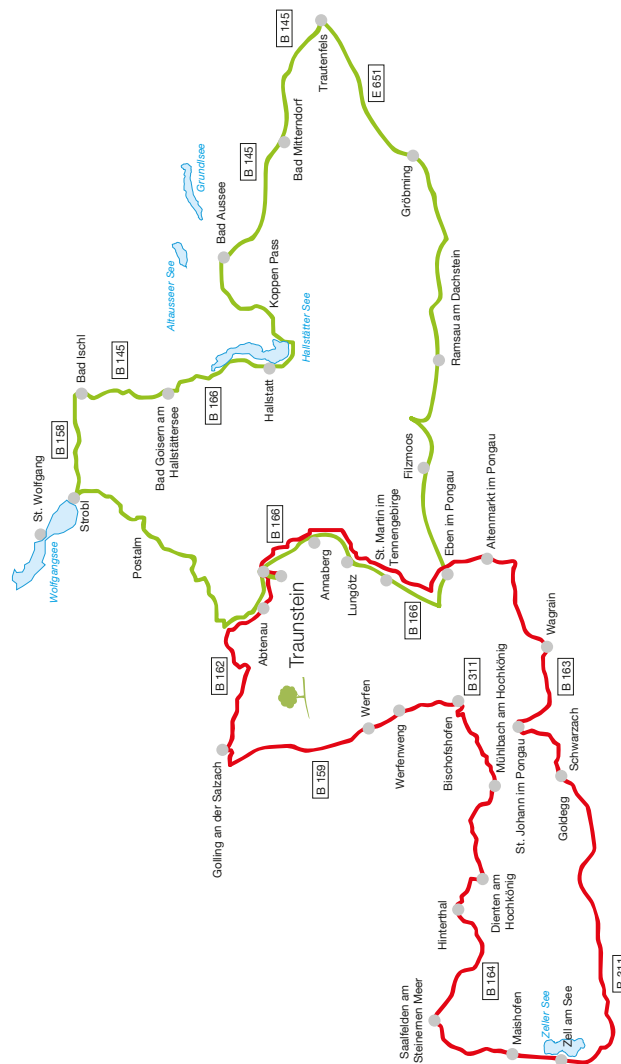 St. Wolfgang
Wolfgangsee
Strobl
B 158
Bad Ischl
B 145
Bad Goisern am
Hallstättersee
B 166
Hallstatt
Hallstätter See
Altausseer See
Grundlsee
Koppen Pass
Bad Aussee
B 145
Bad Mitterndorf
B 145
Trautenfels
E 651
Gröbming
Ramsau am Dachstein
Filzmoos
Eben im Pongau
Altenmarkt im Pongau
Postalm
B 166
Annaberg
Lungötz
St. Martin im
Tennengebirge
B 166
Abtenau
Traunstein
B 162
Golling an der Salzach
B 159
Werfen
Werfenweng
Bischofshofen
B 311
Mühlbach am Hochkönig
Wagrain
B 163
St. Johann im Pongau
Schwarzach
Goldegg
Dienten am
Hochkönig
Hinterthal
B 164
Saalfelden am
Steinernen Meer
Maishofen
Zeller See
Zell am See
B 311